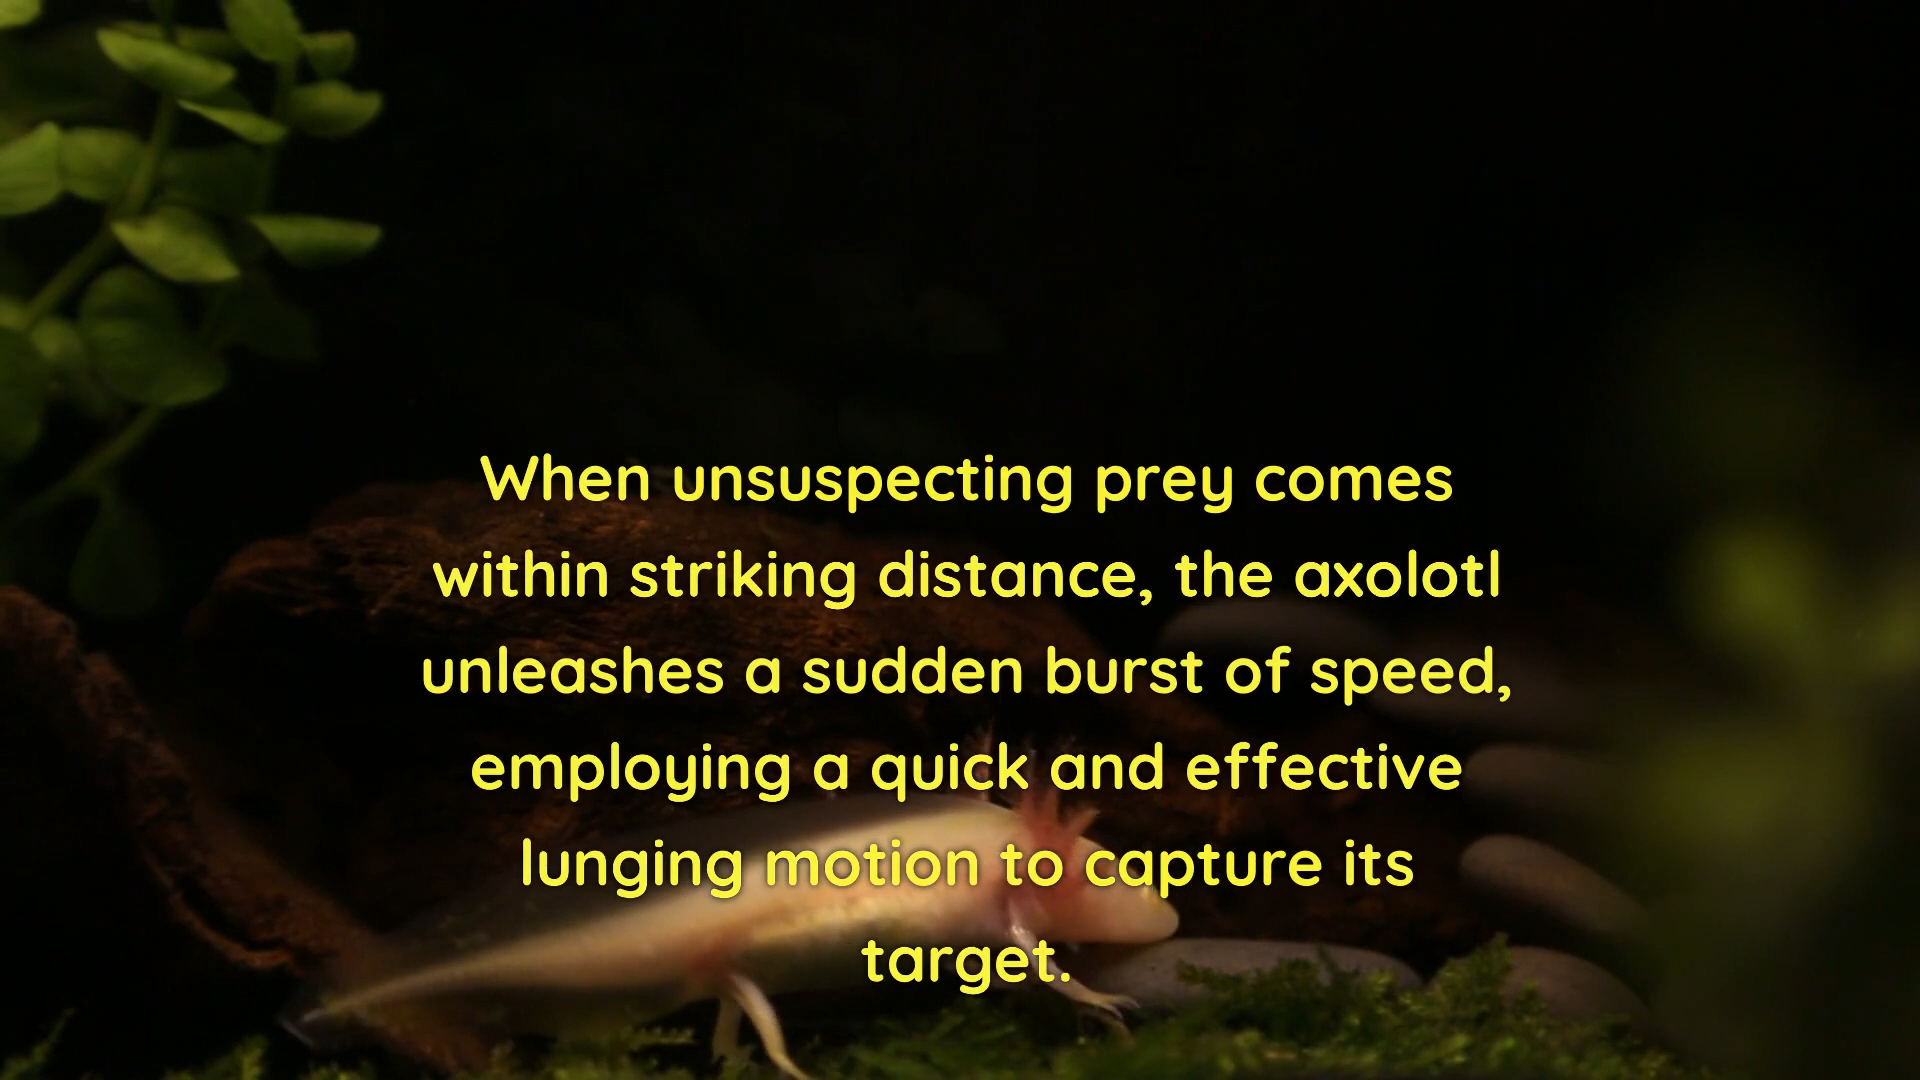 When unsuspecting prey comes
within striking distance, the axolotl
unleashes a sudden burst of speed,
employing a quick and effective
lunging motion to capture its
target.